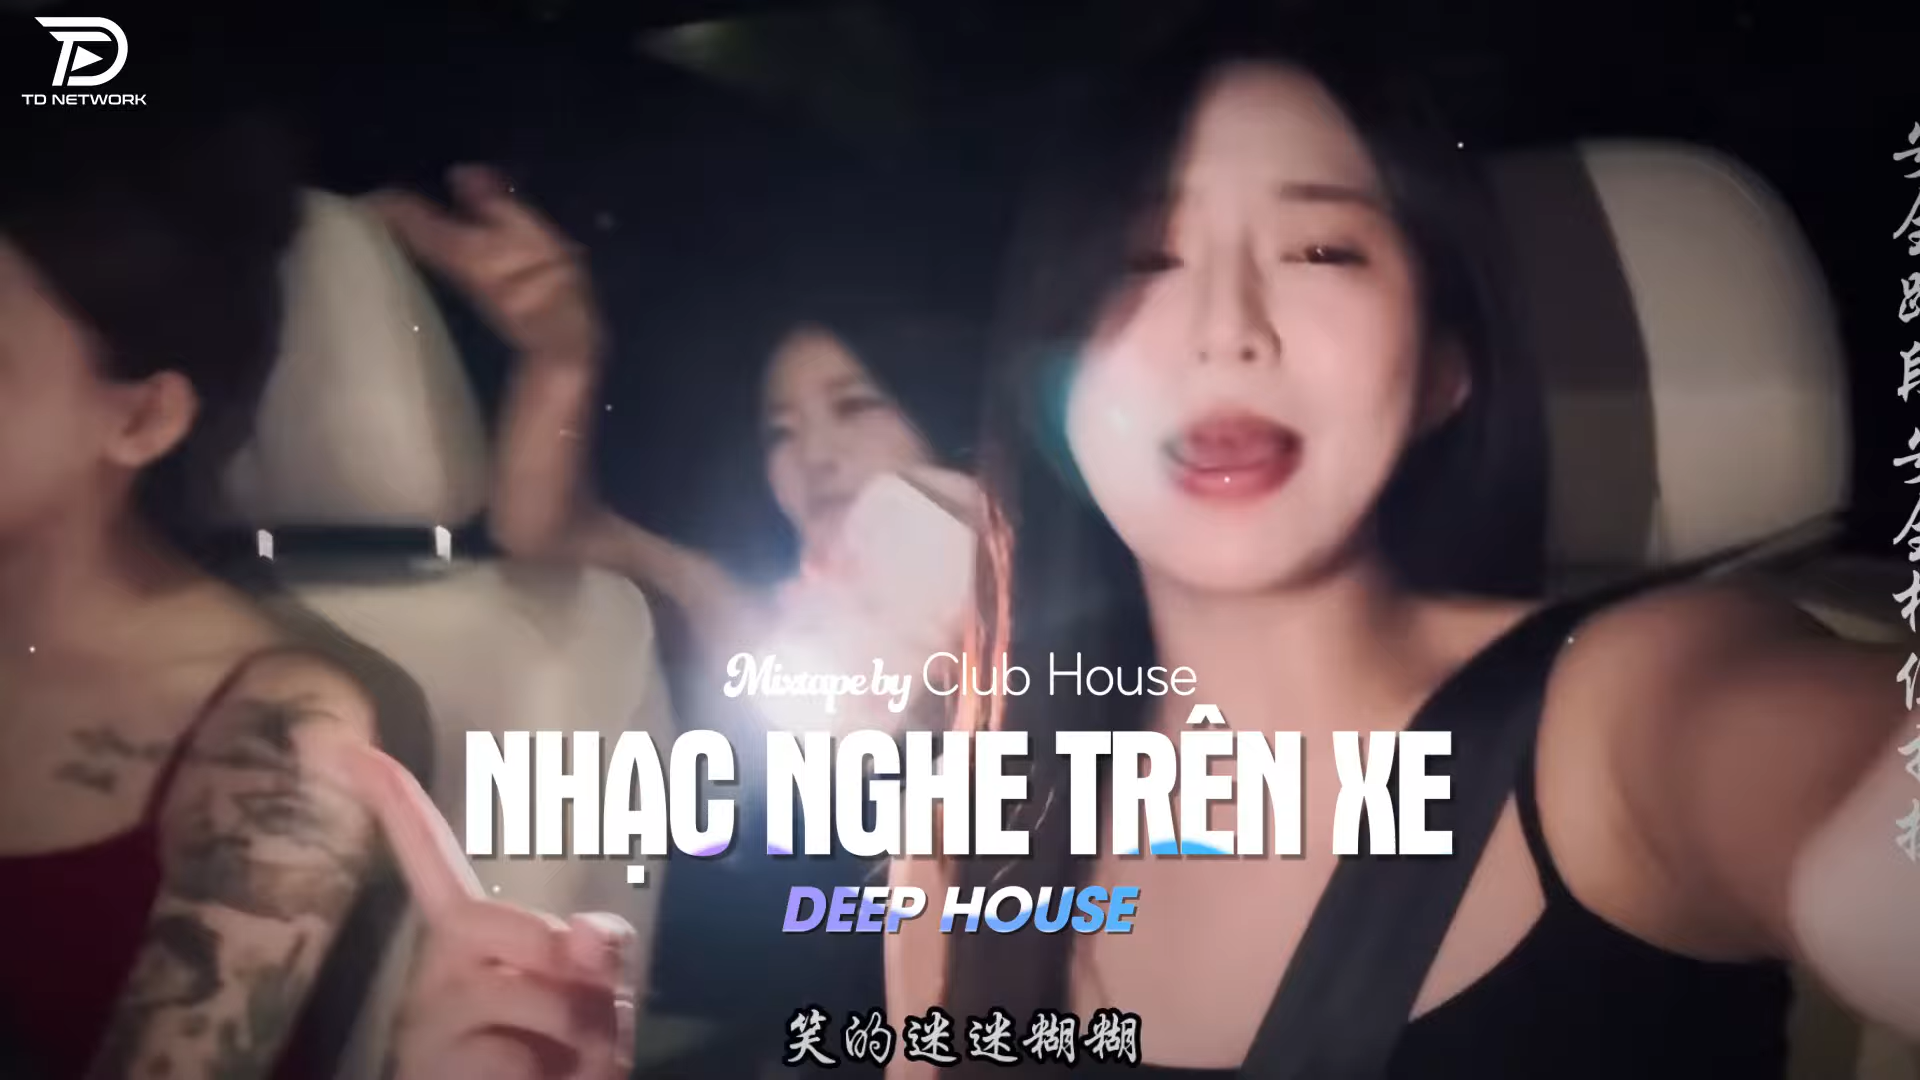 TD NETWORK
Mixtape by Club House
NHẠC NGHE TRÊN XE
DEEP HOUSE
笑的迷迷糊糊